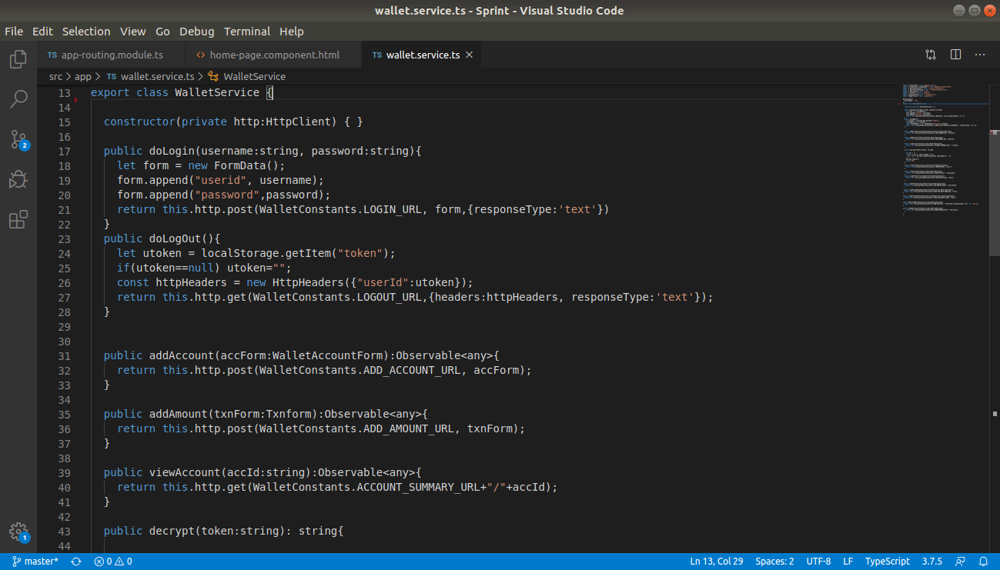 wallet.service.ts - Sprint - Visual Studio Code
File Edit Selection View Go Debug Terminal Help
TS app-routing.module.ts <> home-page.component.html TS wallet.service.ts ×
src > app > TS wallet.service.ts > WalletService
13 export class WalletService {
14
15 constructor(private http:HttpClient) { }
16
17 public doLogin(username:string, password:string){
18 let form = new FormData();
19 form.append("userid", username);
20 form.append("password",password);
21 return this.http.post(WalletConstants.LOGIN_URL, form,{responseType:'text'})
22 }
23 public doLogOut(){
24 let utoken = localStorage.getItem("token");
25 if(utoken==null) utoken="";
26 const httpHeaders = new HttpHeaders({"userId":utoken});
27 return this.http.get(WalletConstants.LOGOUT_URL,{headers:httpHeaders, responseType:'text'});
28 }
29
30
31 public addAccount(accForm:WalletAccountForm):Observable<any>{
32 return this.http.post(WalletConstants.ADD_ACCOUNT_URL, accForm);
33 }
34
35 public addAmount(txnForm:Txnform):Observable<any>{
36 return this.http.post(WalletConstants.ADD_AMOUNT_URL, txnForm);
37 }
38
39 public viewAccount(accId:string):Observable<any>{
40 return this.http.get(WalletConstants.ACCOUNT_SUMMARY_URL+"/"+accId);
41 }
42
43 public decrypt(token:string): string{
44
2
1
master* 0 0 Ln 13, Col 29 Spaces: 2 UTF-8 LF TypeScript 3.7.5